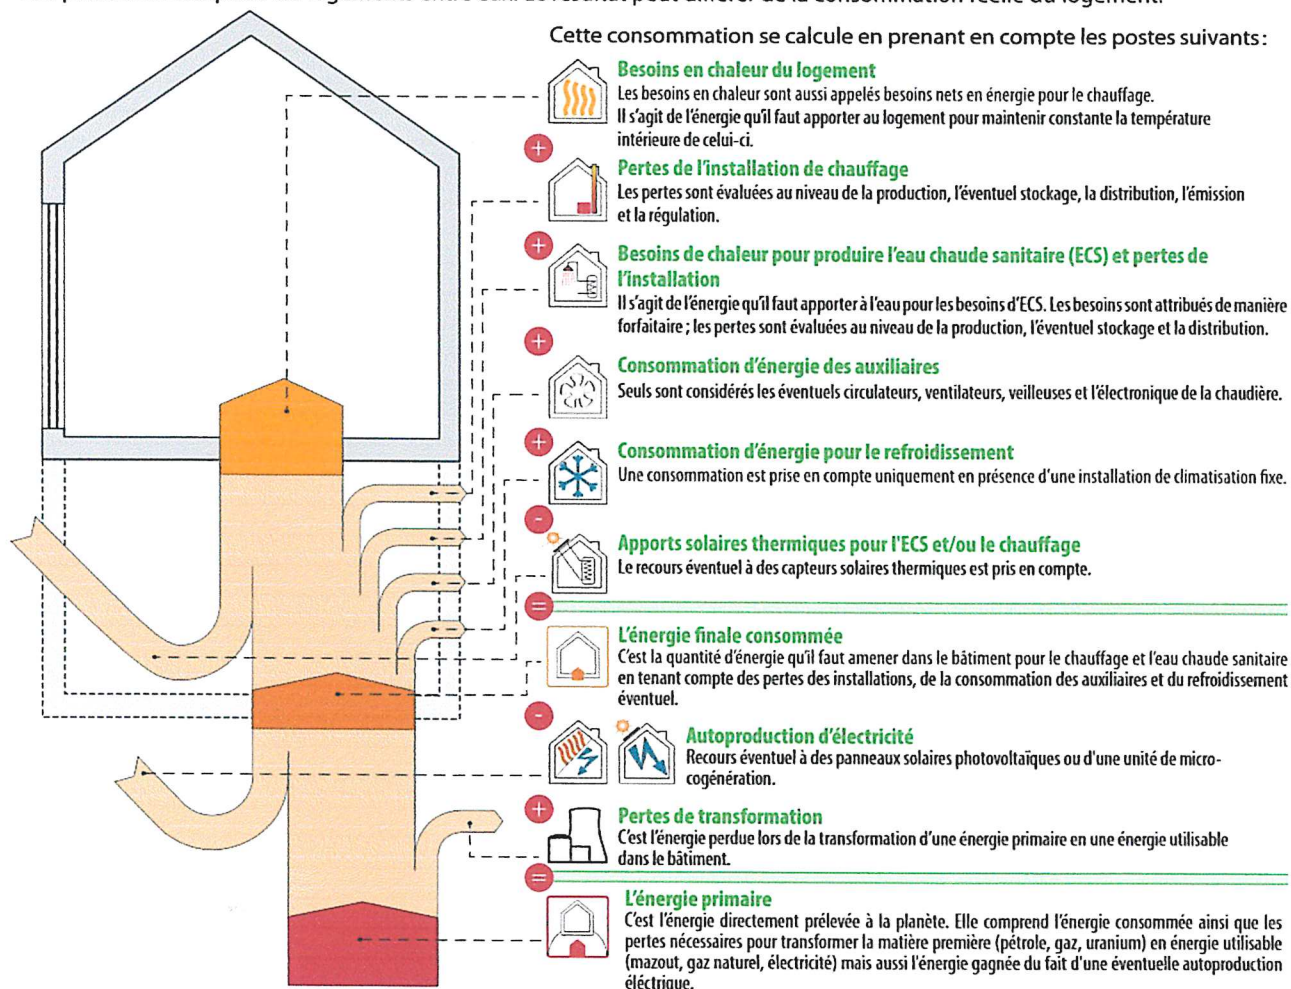 Cette consommation se calcule en prenant en compte les postes suivants :
Besoins en chaleur du logement
Les besoins en chaleur sont aussi appelés besoins nets en énergie pour le chauffage.
Il s'agit de l'énergie qu'il faut apporter au logement pour maintenir constante la température
intérieure de celui-ci.
+
Pertes de l'installation de chauffage
Les pertes sont évaluées au niveau de la production, l'éventuel stockage, la distribution, l'émission
et la régulation.
+
Besoins de chaleur pour produire l'eau chaude sanitaire (ECS) et pertes de
l'installation
Il s'agit de l'énergie qu'il faut apporter à l'eau pour les besoins d'ECS. Les besoins sont attribués de manière
forfaitaire ; les pertes sont évaluées au niveau de la production, l'éventuel stockage et la distribution.
+
Consommation d'énergie des auxiliaires
Seuls sont considérés les éventuels circulateurs, ventilateurs, veilleuses et l'électronique de la chaudière.
+
Consommation d'énergie pour le refroidissement
Une consommation est prise en compte uniquement en présence d'une installation de climatisation fixe.
-
Apports solaires thermiques pour l'ECS et/ou le chauffage
Le recours éventuel à des capteurs solaires thermiques est pris en compte.
=
L'énergie finale consommée
C'est la quantité d'énergie qu'il faut amener dans le bâtiment pour le chauffage et l'eau chaude sanitaire
en tenant compte des pertes des installations, de la consommation des auxiliaires et du refroidissement
éventuel.
-
Autoproduction d'électricité
Recours éventuel à des panneaux solaires photovoltaïques ou d'une unité de micro-
cogénération.
+
Pertes de transformation
C'est l'énergie perdue lors de la transformation d'une énergie primaire en une énergie utilisable
dans le bâtiment.
=
L'énergie primaire
C'est l'énergie directement prélevée à la planète. Elle comprend l'énergie consommée ainsi que les
pertes nécessaires pour transformer la matière première (pétrole, gaz, uranium) en énergie utilisable
(mazout, gaz naturel, électricité) mais aussi l'énergie gagnée du fait d'une éventuelle autoproduction
éléctrique.